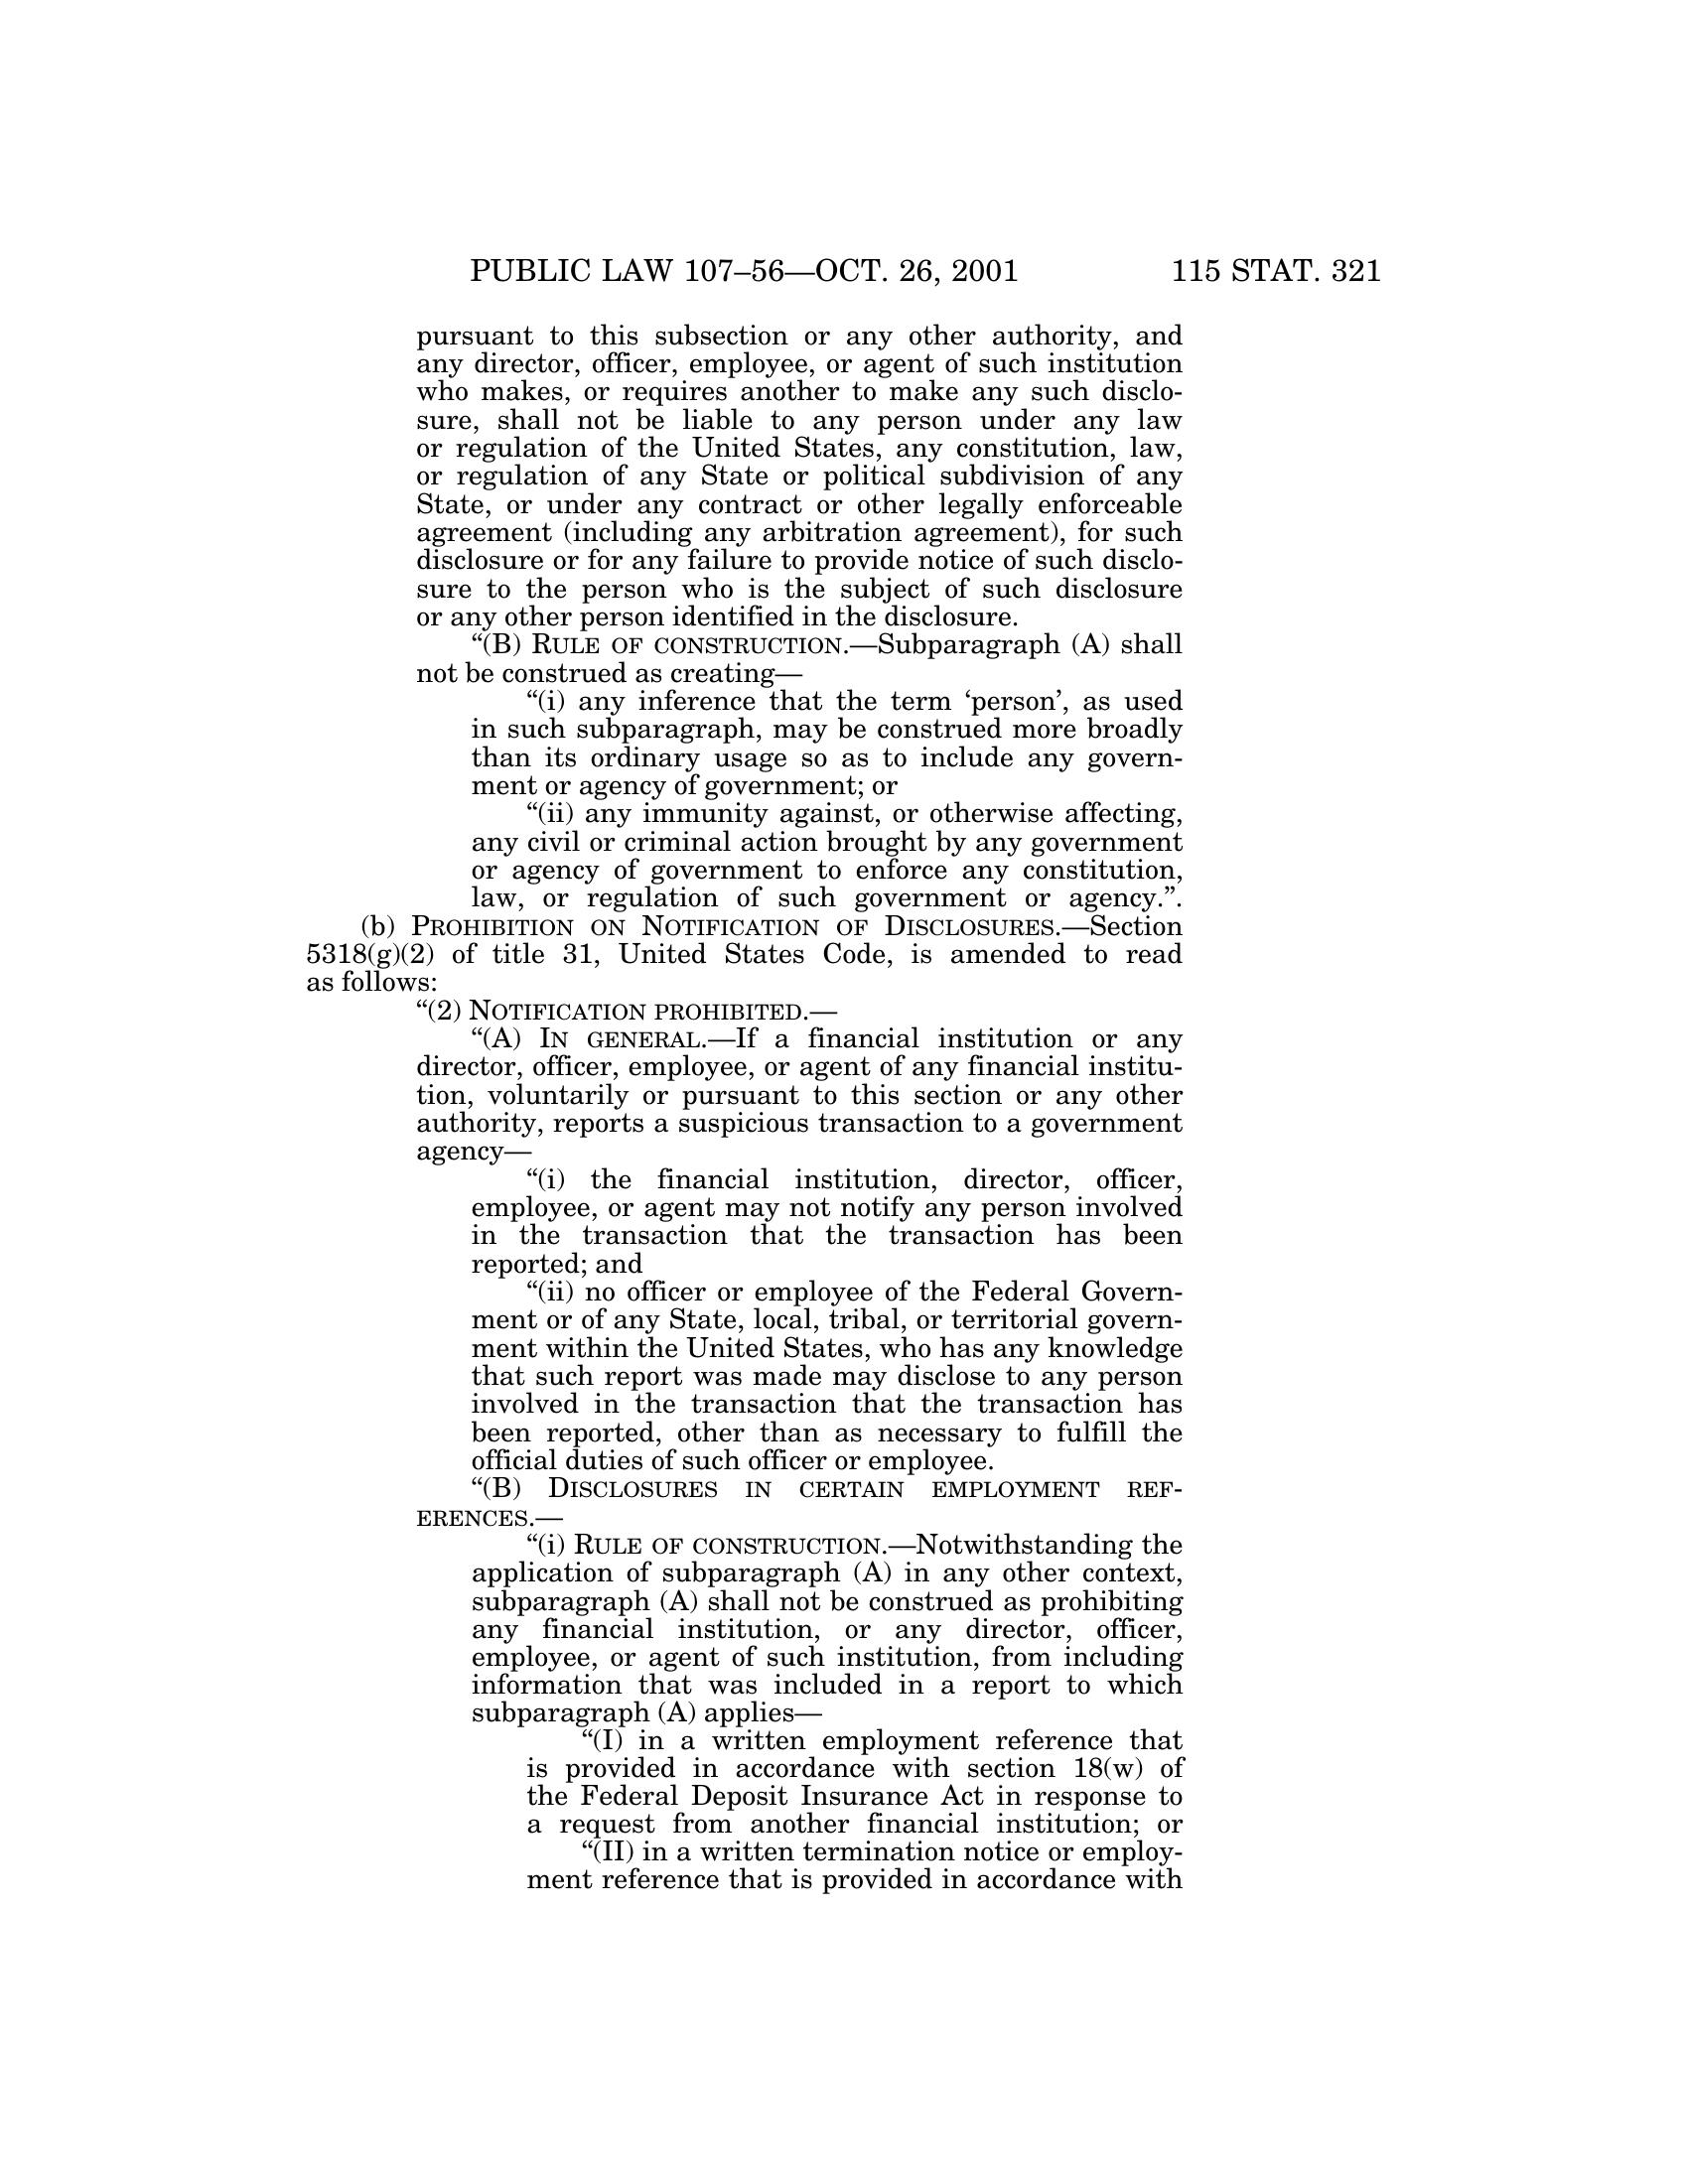 PUBLIC LAW 107–56—OCT. 26, 2001 115 STAT. 321
pursuant to this subsection or any other authority, and
any director, officer, employee, or agent of such institution
who makes, or requires another to make any such disclo-
sure, shall not be liable to any person under any law
or regulation of the United States, any constitution, law,
or regulation of any State or political subdivision of any
State, or under any contract or other legally enforceable
agreement (including any arbitration agreement), for such
disclosure or for any failure to provide notice of such disclo-
sure to the person who is the subject of such disclosure
or any other person identified in the disclosure.
“(B) RULE OF CONSTRUCTION.—Subparagraph (A) shall
not be construed as creating—
“(i) any inference that the term ‘person’, as used
in such subparagraph, may be construed more broadly
than its ordinary usage so as to include any govern-
ment or agency of government; or
“(ii) any immunity against, or otherwise affecting,
any civil or criminal action brought by any government
or agency of government to enforce any constitution,
law, or regulation of such government or agency.”.
(b) PROHIBITION ON NOTIFICATION OF DISCLOSURES.—Section
5318(g)(2) of title 31, United States Code, is amended to read
as follows:
“(2) NOTIFICATION PROHIBITED.—
“(A) IN GENERAL.—If a financial institution or any
director, officer, employee, or agent of any financial institu-
tion, voluntarily or pursuant to this section or any other
authority, reports a suspicious transaction to a government
agency—
“(i) the financial institution, director, officer,
employee, or agent may not notify any person involved
in the transaction that the transaction has been
reported; and
“(ii) no officer or employee of the Federal Govern-
ment or of any State, local, tribal, or territorial govern-
ment within the United States, who has any knowledge
that such report was made may disclose to any person
involved in the transaction that the transaction has
been reported, other than as necessary to fulfill the
official duties of such officer or employee.
“(B) DISCLOSURES IN CERTAIN EMPLOYMENT REF-
ERENCES.—
“(i) RULE OF CONSTRUCTION.—Notwithstanding the
application of subparagraph (A) in any other context,
subparagraph (A) shall not be construed as prohibiting
any financial institution, or any director, officer,
employee, or agent of such institution, from including
information that was included in a report to which
subparagraph (A) applies—
“(I) in a written employment reference that
is provided in accordance with section 18(w) of
the Federal Deposit Insurance Act in response to
a request from another financial institution; or
“(II) in a written termination notice or employ-
ment reference that is provided in accordance with